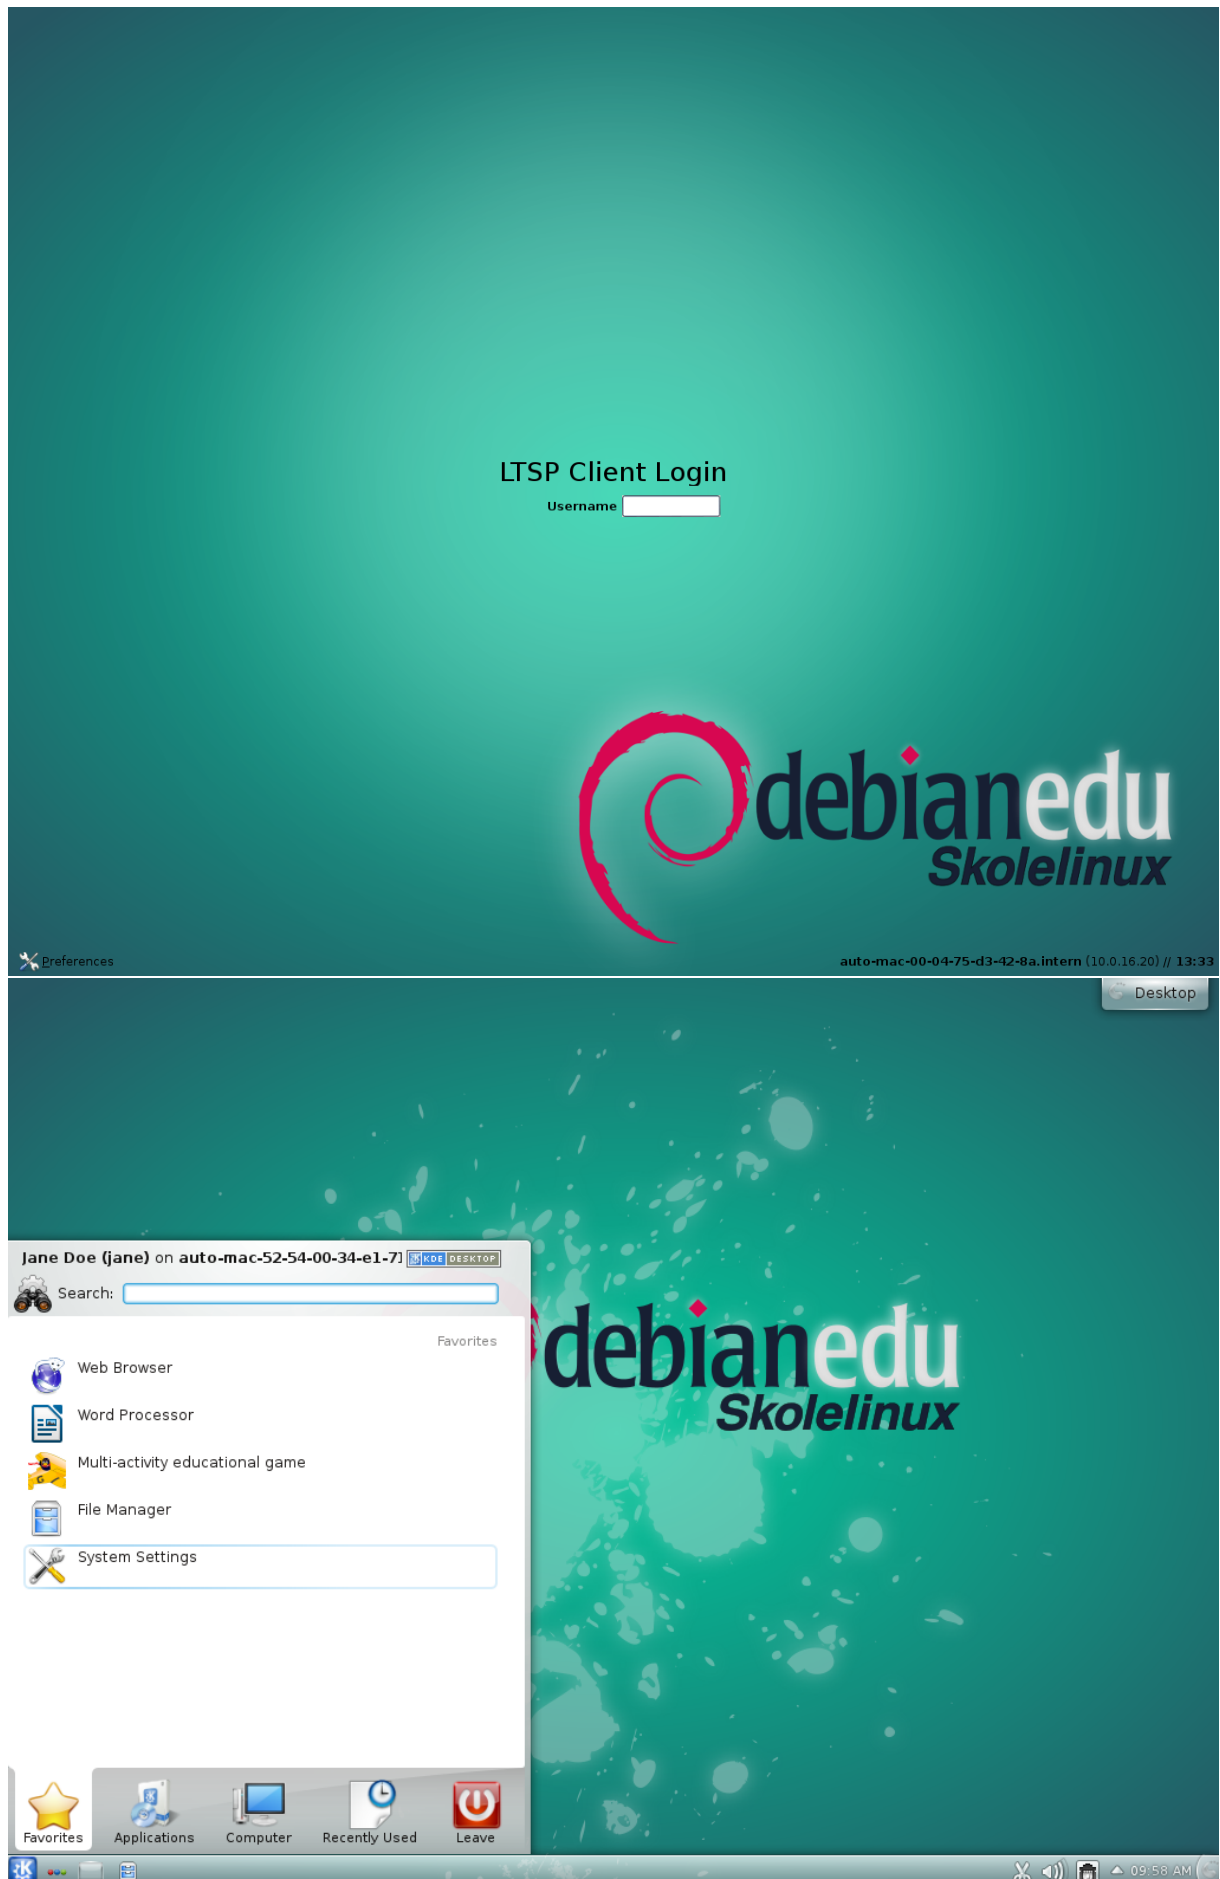 LTSP Client Login
Username
debianedu
Skolelinux
Preferences
auto-mac-00-04-75-d3-42-8a.intern (10.0.16.20) // 13:33
Desktop
Jane Doe (jane) on auto-mac-52-54-00-34-e1-71 KDE DESKTOP
Search:
Favorites
Web Browser
Word Processor
Multi-activity educational game
File Manager
System Settings
debianedu
Skolelinux
Favorites Applications Computer Recently Used Leave
09:58 AM